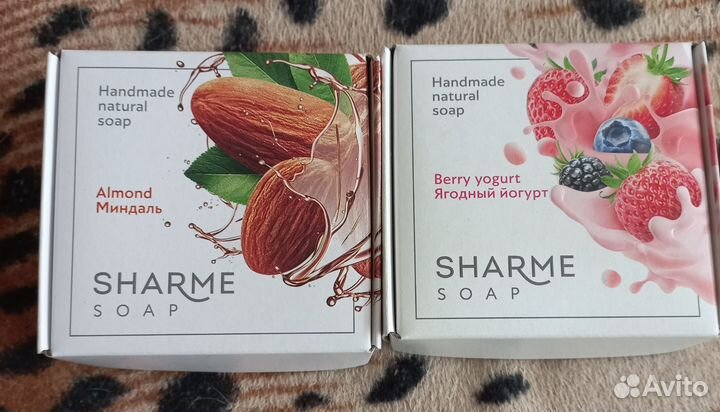 Handmade
natural
soap
Almond
Миндаль
SHARME
SOAP
Handmade
natural
soap
Berry yogurt
Ягодный йогурт
SHARME
SOAP
Avito